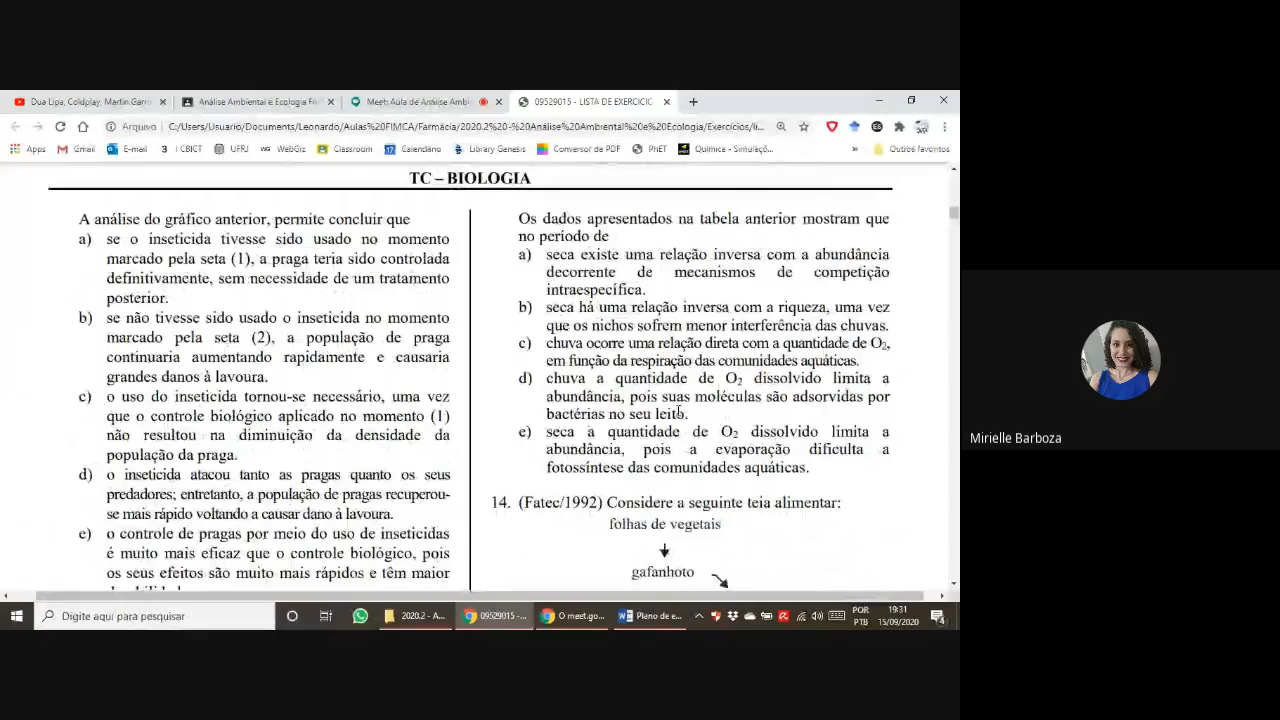 Dua Lipa, Coldplay, Martin Garri
Análise Ambiental e Ecologia FA
Meet: Aula de Análise Ambi
09529015 - LISTA DE EXERCICIO
Arquivo
C:/Users/Usuario/Documents/Leonardo/Aulas%20FIMCA/Farmácia/2020.2%20-%20Análise%20Ambiental%20e%20Ecologia/Exercícios/li...
Apps
Gmail
E-mail
I CBICT
UFRJ
WebGiz
Classroom
Calendário
Library Genesis
Conversor de PDF
PhET
Química – Simulaçõ...
»
Outros favoritos
TC – BIOLOGIA
A análise do gráfico anterior, permite concluir que
a) se o inseticida tivesse sido usado no momento
marcado pela seta (1), a praga teria sido controlada
definitivamente, sem necessidade de um tratamento
posterior.
b) se não tivesse sido usado o inseticida no momento
marcado pela seta (2), a população de praga
continuaria aumentando rapidamente e causaria
grandes danos à lavoura.
c) o uso do inseticida tornou-se necessário, uma vez
que o controle biológico aplicado no momento (1)
não resultou na diminuição da densidade da
população da praga.
d) o inseticida atacou tanto as pragas quanto os seus
predadores; entretanto, a população de pragas recuperou-
se mais rápido voltando a causar dano à lavoura.
e) o controle de pragas por meio do uso de inseticidas
é muito mais eficaz que o controle biológico, pois
os seus efeitos são muito mais rápidos e têm maior
Os dados apresentados na tabela anterior mostram que
no período de
a) seca existe uma relação inversa com a abundância
decorrente de mecanismos de competição
intraespecífica.
b) seca há uma relação inversa com a riqueza, uma vez
que os nichos sofrem menor interferência das chuvas.
c) chuva ocorre uma relação direta com a quantidade de O₂,
em função da respiração das comunidades aquáticas.
d) chuva a quantidade de O₂ dissolvido limita a
abundância, pois suas moléculas são adsorvidas por
bactérias no seu leito.
e) seca a quantidade de O₂ dissolvido limita a
abundância, pois a evaporação dificulta a
fotossíntese das comunidades aquáticas.
14. (Fatec/1992) Considere a seguinte teia alimentar:
folhas de vegetais
gafanhoto
Mirielle Barboza
Digite aqui para pesquisar
2020.2 - A...
09529015 -...
O meet.go...
Plano de e...
POR
PTB
19:31
15/09/2020
4